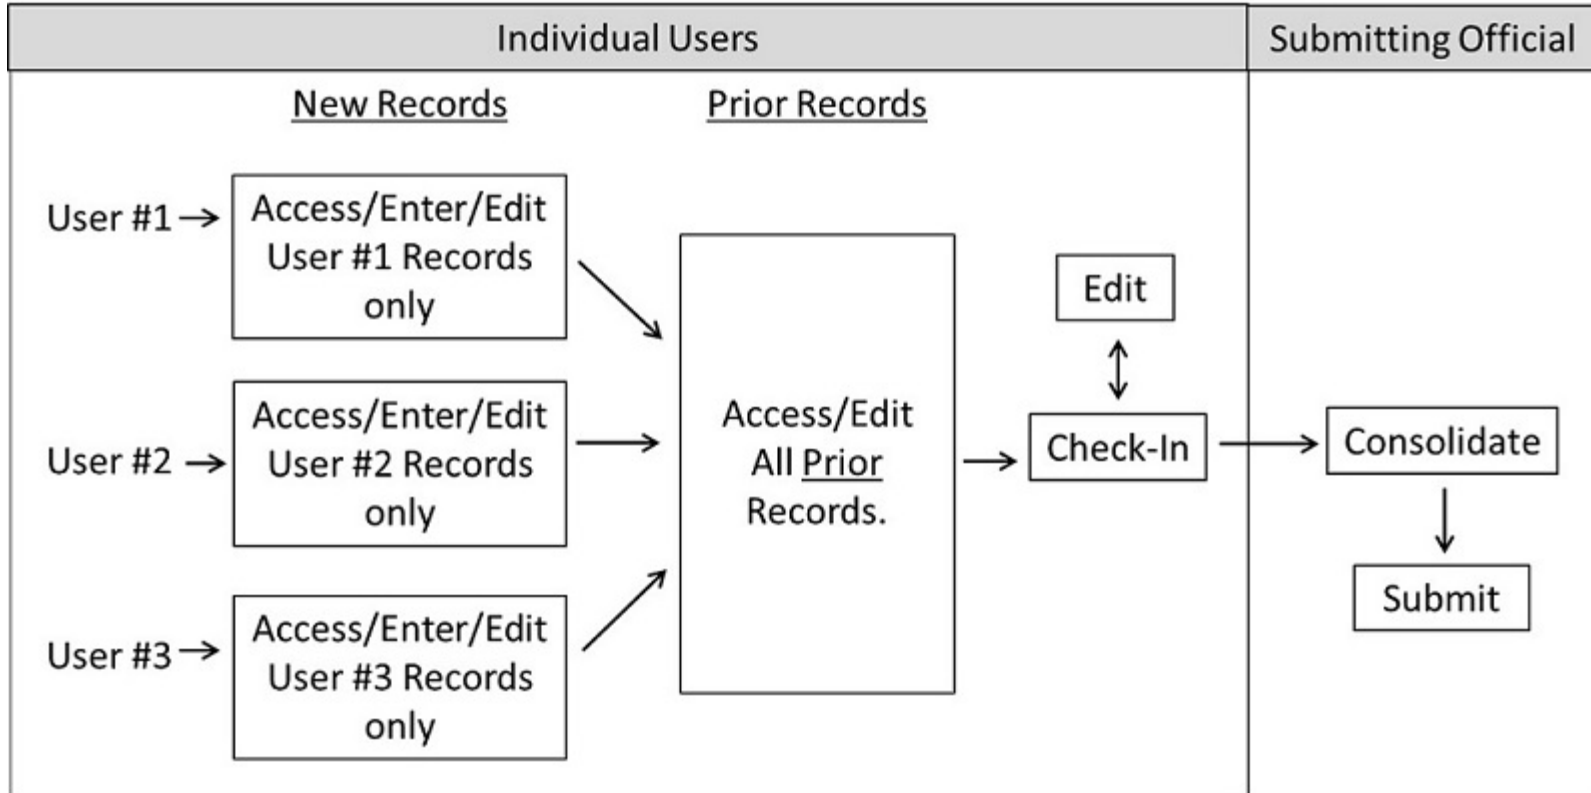 Individual Users
Submitting Official
New Records
Prior Records
User #1
Access/Enter/Edit
User #1 Records
only
User #2
Access/Enter/Edit
User #2 Records
only
User #3
Access/Enter/Edit
User #3 Records
only
Access/Edit
All Prior
Records.
Edit
Check-In
Consolidate
Submit